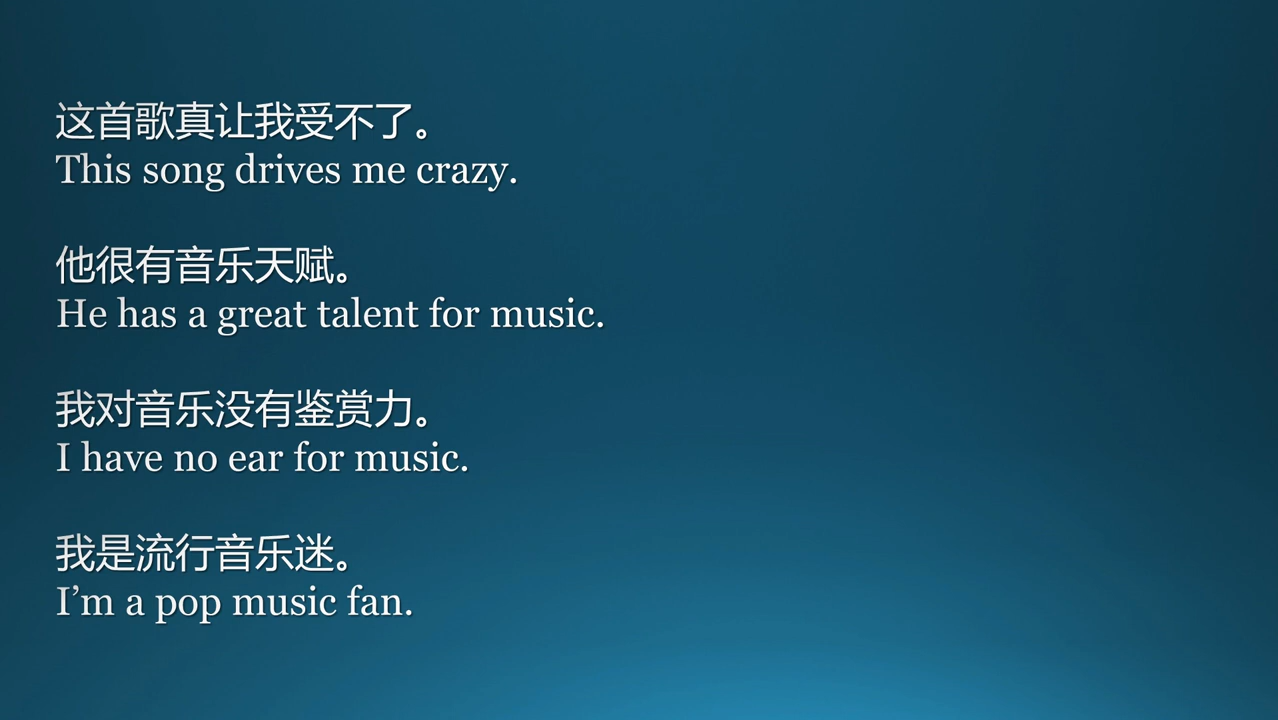 这首歌真让我受不了。
This song drives me crazy.
他很有音乐天赋。
He has a great talent for music.
我对音乐没有鉴赏力。
I have no ear for music.
我是流行音乐迷。
I’m a pop music fan.